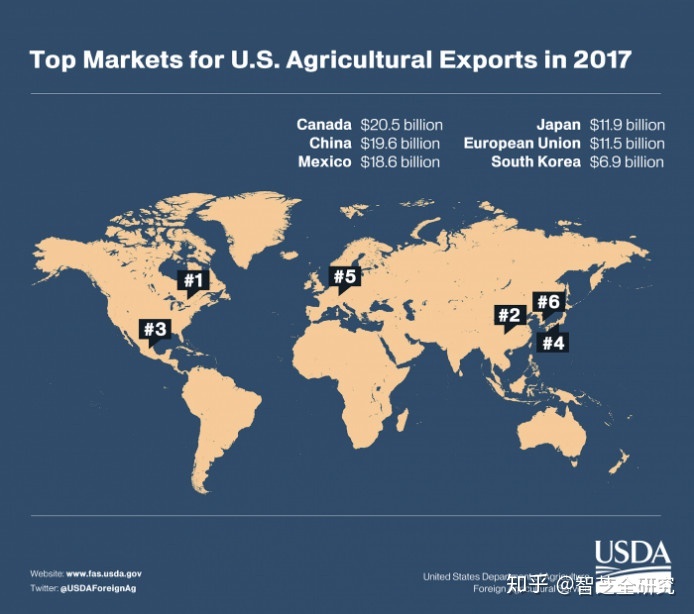 Top Markets for U.S. Agricultural Exports in 2017
Canada $20.5 billion
China $19.6 billion
Mexico $18.6 billion
Japan $11.9 billion
European Union $11.5 billion
South Korea $6.9 billion
#1
#5
#6
#2
#3
#4
USDA
Website: www.fas.usda.gov
Twitter: @USDAForeignAg
United States Department of Agriculture
Foreign Agricultural
知乎 @智艺全研究